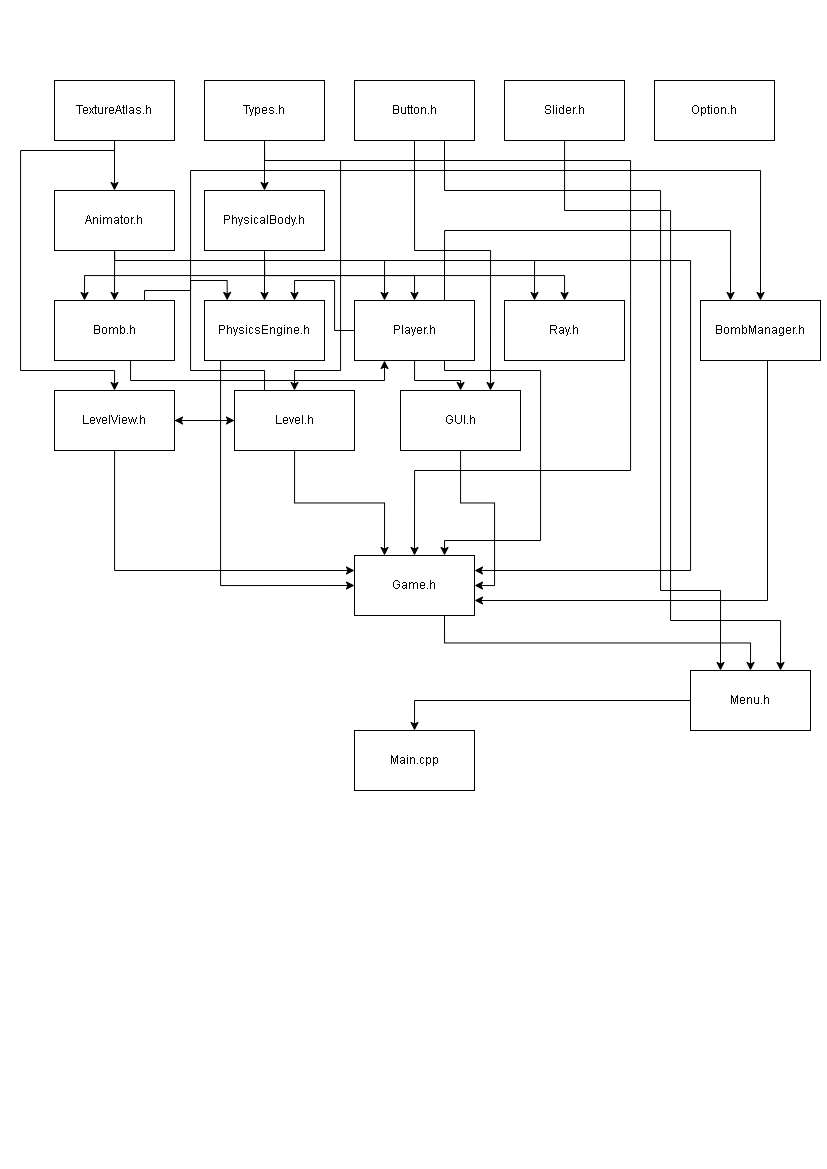 TextureAtlas.h
Types.h
Button.h
Slider.h
Option.h
Animator.h
PhysicalBody.h
Bomb.h
PhysicsEngine.h
Player.h
Ray.h
BombManager.h
LevelView.h
Level.h
GUI.h
Game.h
Menu.h
Main.cpp